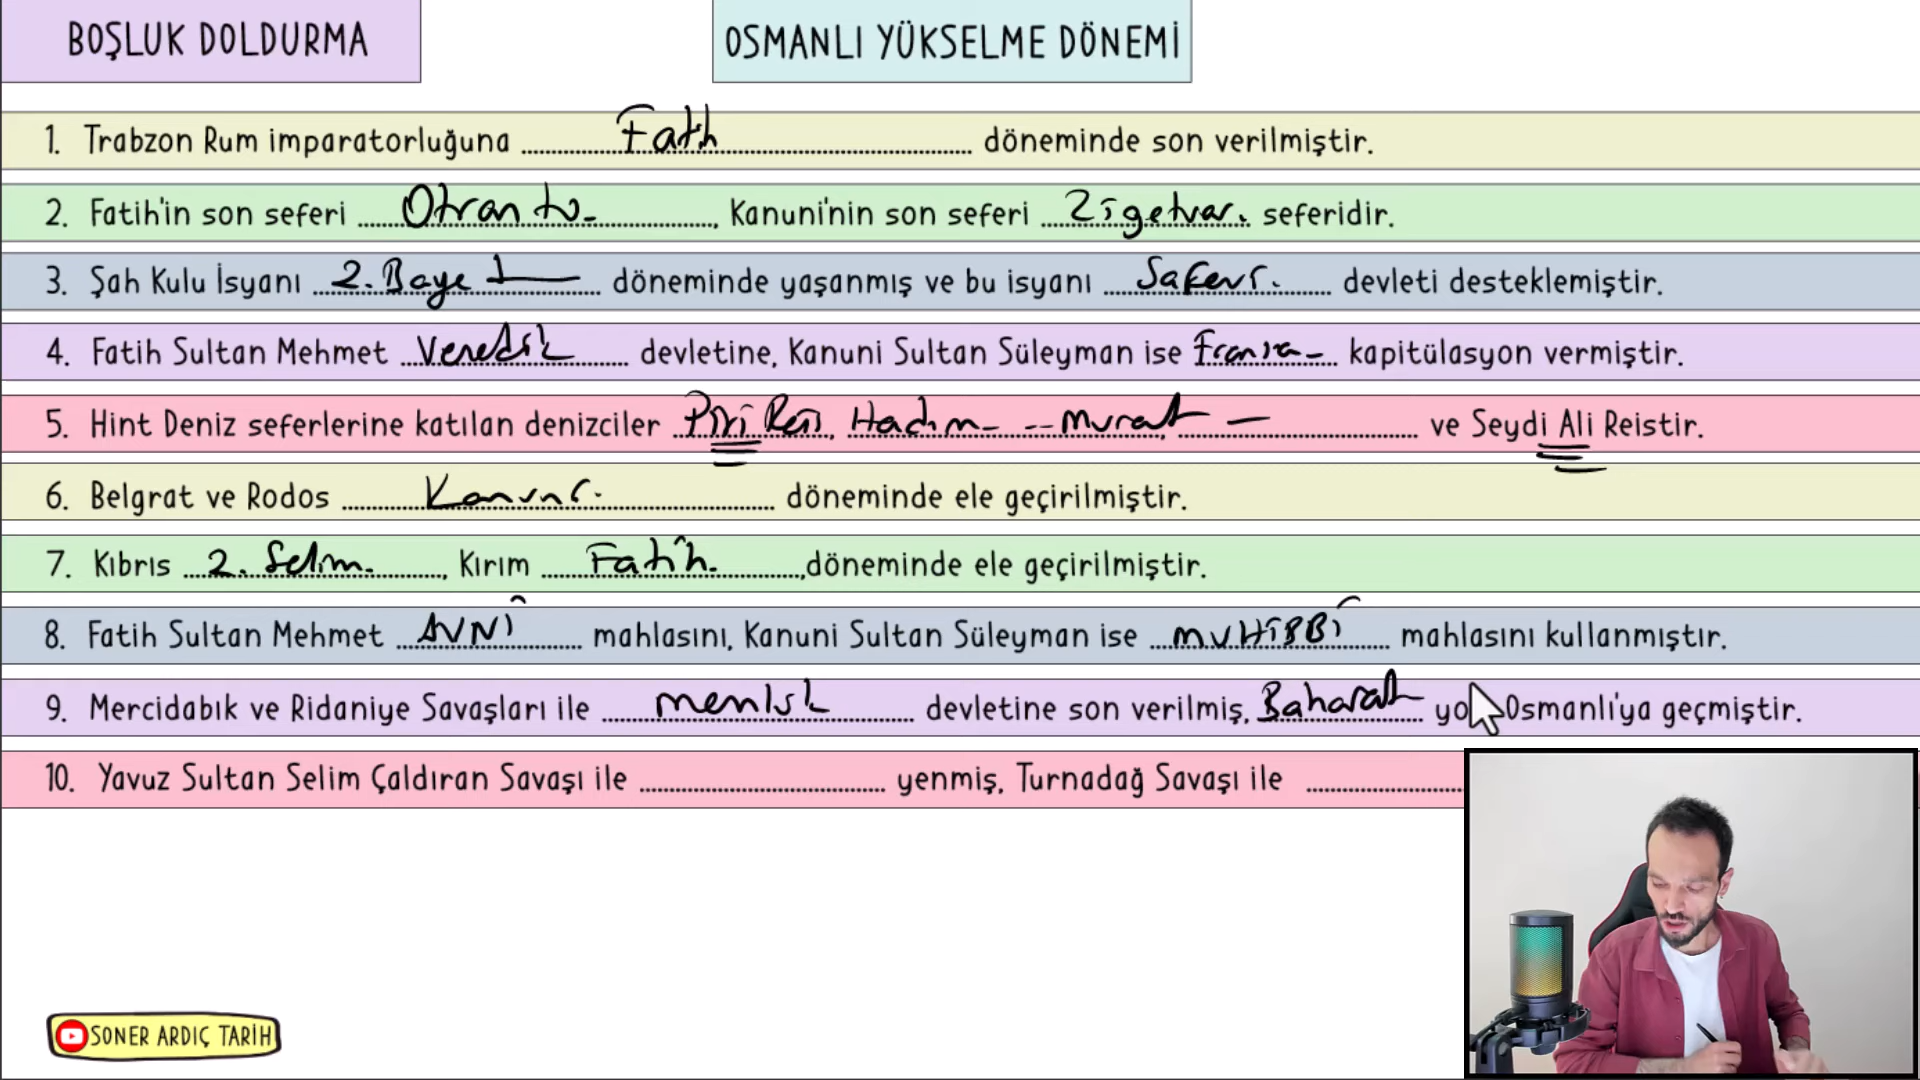 BOŞLUK DOLDURMA
OSMANLI YÜKSELME DÖNEMİ
1. Trabzon Rum imparatorluğuna ..... Fatih ..... döneminde son verilmiştir.
2. Fatih'in son seferi ..... Otranto ....., Kanuni'nin son seferi ..... Zigetvar ..... seferidir.
3. Şah Kulu İsyanı ..... 2. Baye ..... döneminde yaşanmış ve bu isyanı ..... Safevi ..... devleti desteklemiştir.
4. Fatih Sultan Mehmet ..... Venedik ..... devletine, Kanuni Sultan Süleyman ise ..... Fransa ..... kapitülasyon vermiştir.
5. Hint Deniz seferlerine katılan denizciler ..... Piri Reis, Hadım -- Murat, ..... ve Seydi Ali Reistir.
6. Belgrat ve Rodos ..... Kanuni ..... döneminde ele geçirilmiştir.
7. Kıbrıs ..... 2. Selim ....., Kırım ..... Fatih .....,döneminde ele geçirilmiştir.
8. Fatih Sultan Mehmet ..... AVNİ ..... mahlasını, Kanuni Sultan Süleyman ise ..... MUHİBBİ ..... mahlasını kullanmıştır.
9. Mercidabık ve Ridaniye Savaşları ile ..... memlük ..... devletine son verilmiş, ..... Baharat ..... yo Osmanlı'ya geçmiştir.
10. Yavuz Sultan Selim Çaldıran Savaşı ile ..... yenmiş, Turnadağ Savaşı ile .....
SONER ARDIÇ TARİH